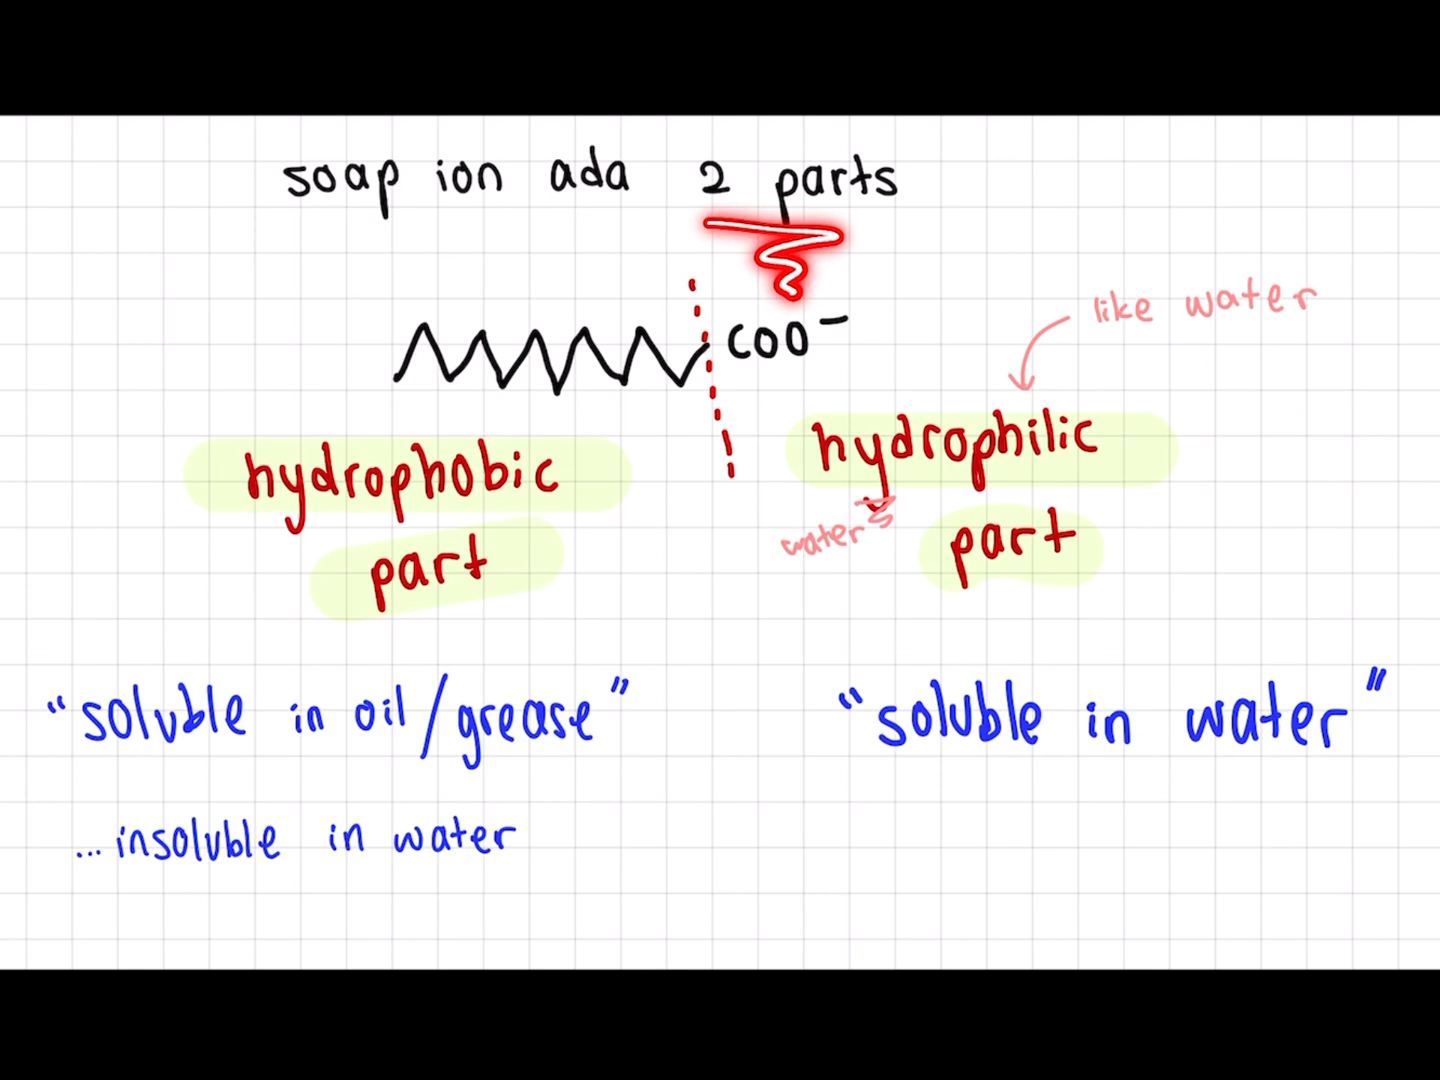 soap ion ada 2 parts
COO⁻
like water
hydrophobic
part
hydrophilic
water
part
"soluble in oil/grease"
"soluble in water"
...insoluble in water